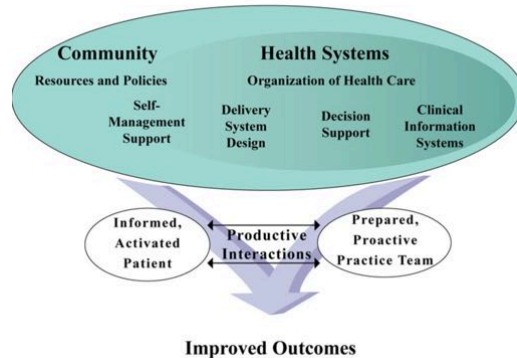 Community
Health Systems
Resources and Policies
Organization of Health Care
Self-
Management
Support
Delivery
System
Design
Decision
Support
Clinical
Information
Systems
Informed,
Activated
Patient
Productive
Interactions
Prepared,
Proactive
Practice Team
Improved Outcomes